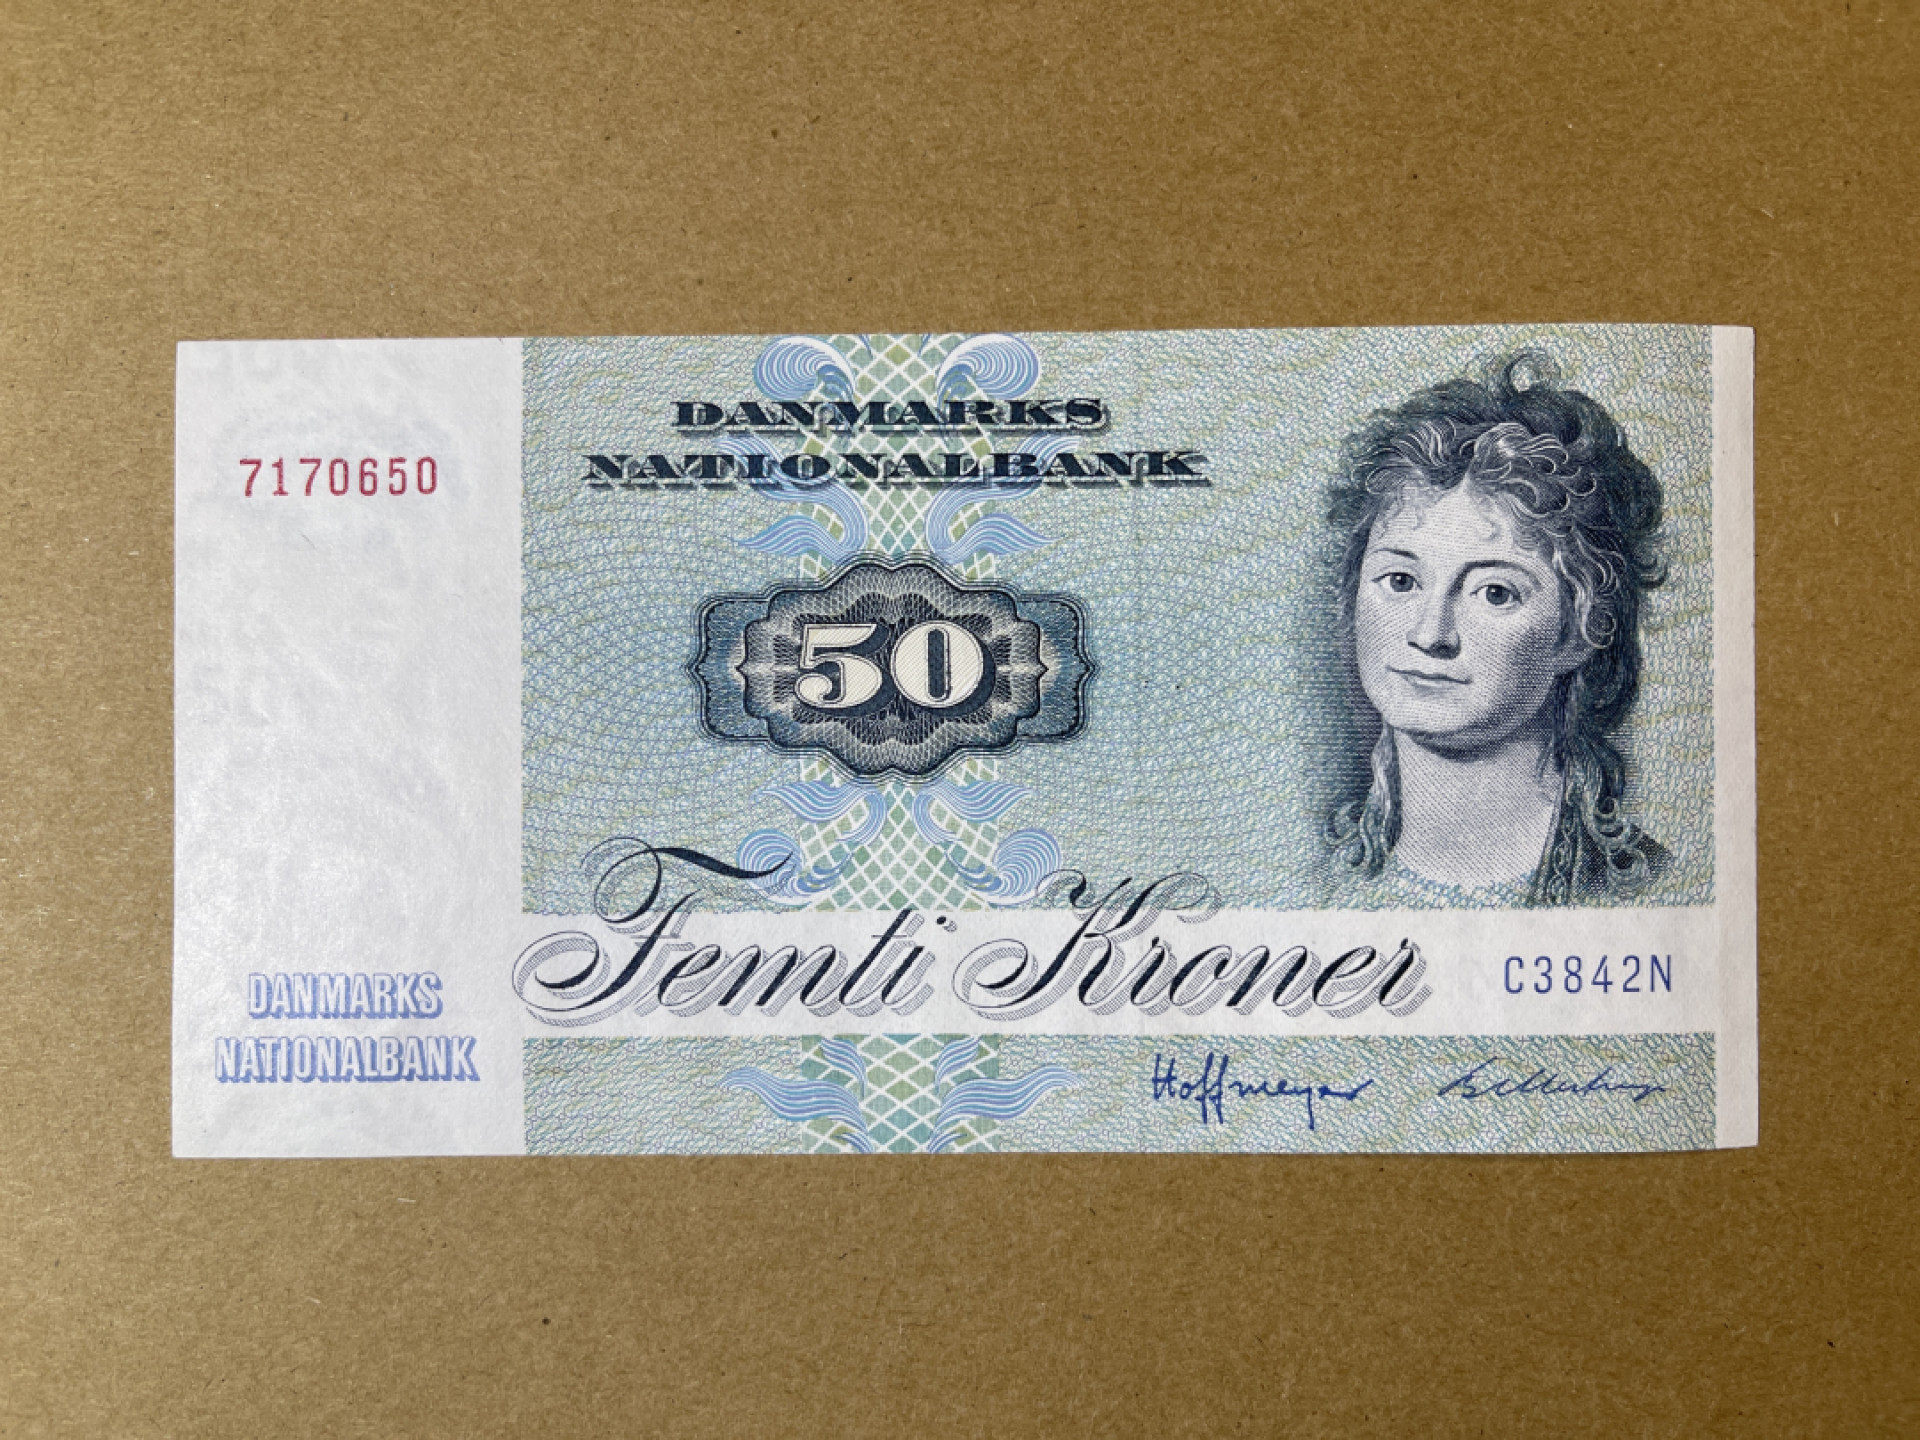 7170650
DANMARKS
NATIONALBANK
50
Femti Kroner
C3842N
DANMARKS
NATIONALBANK
Hoffmeyer